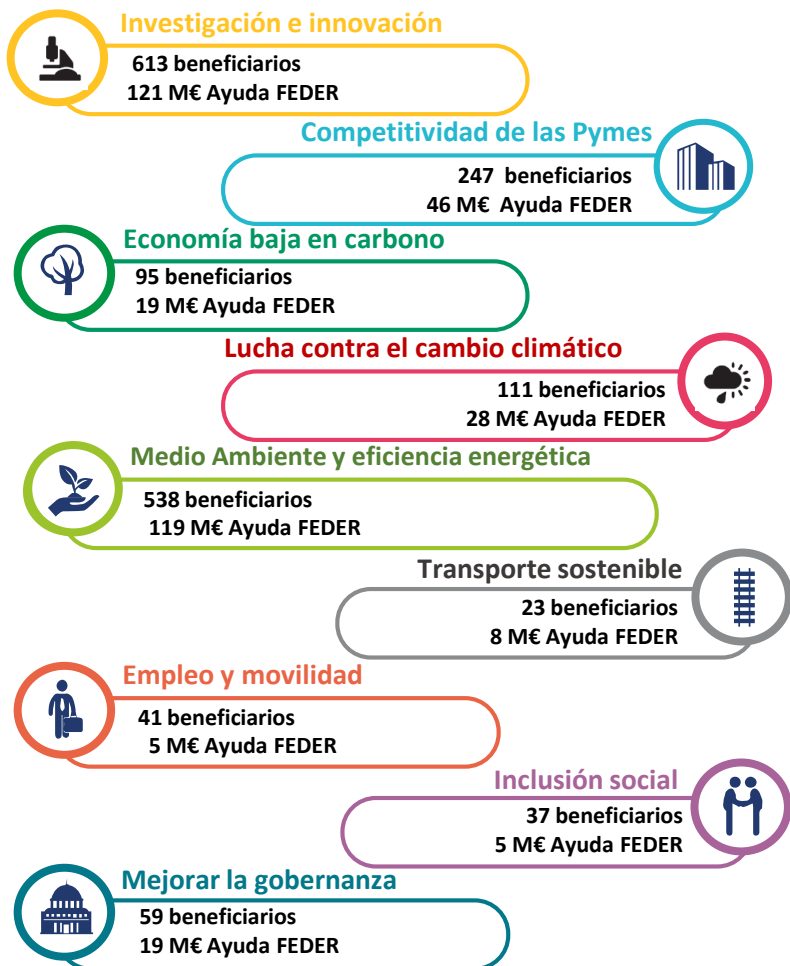 Investigación e innovación
613 beneficiarios
121 M€ Ayuda FEDER
Competitividad de las Pymes
247 beneficiarios
46 M€ Ayuda FEDER
Economía baja en carbono
95 beneficiarios
19 M€ Ayuda FEDER
Lucha contra el cambio climático
111 beneficiarios
28 M€ Ayuda FEDER
Medio Ambiente y eficiencia energética
538 beneficiarios
119 M€ Ayuda FEDER
Transporte sostenible
23 beneficiarios
8 M€ Ayuda FEDER
Empleo y movilidad
41 beneficiarios
5 M€ Ayuda FEDER
Inclusión social
37 beneficiarios
5 M€ Ayuda FEDER
Mejorar la gobernanza
59 beneficiarios
19 M€ Ayuda FEDER